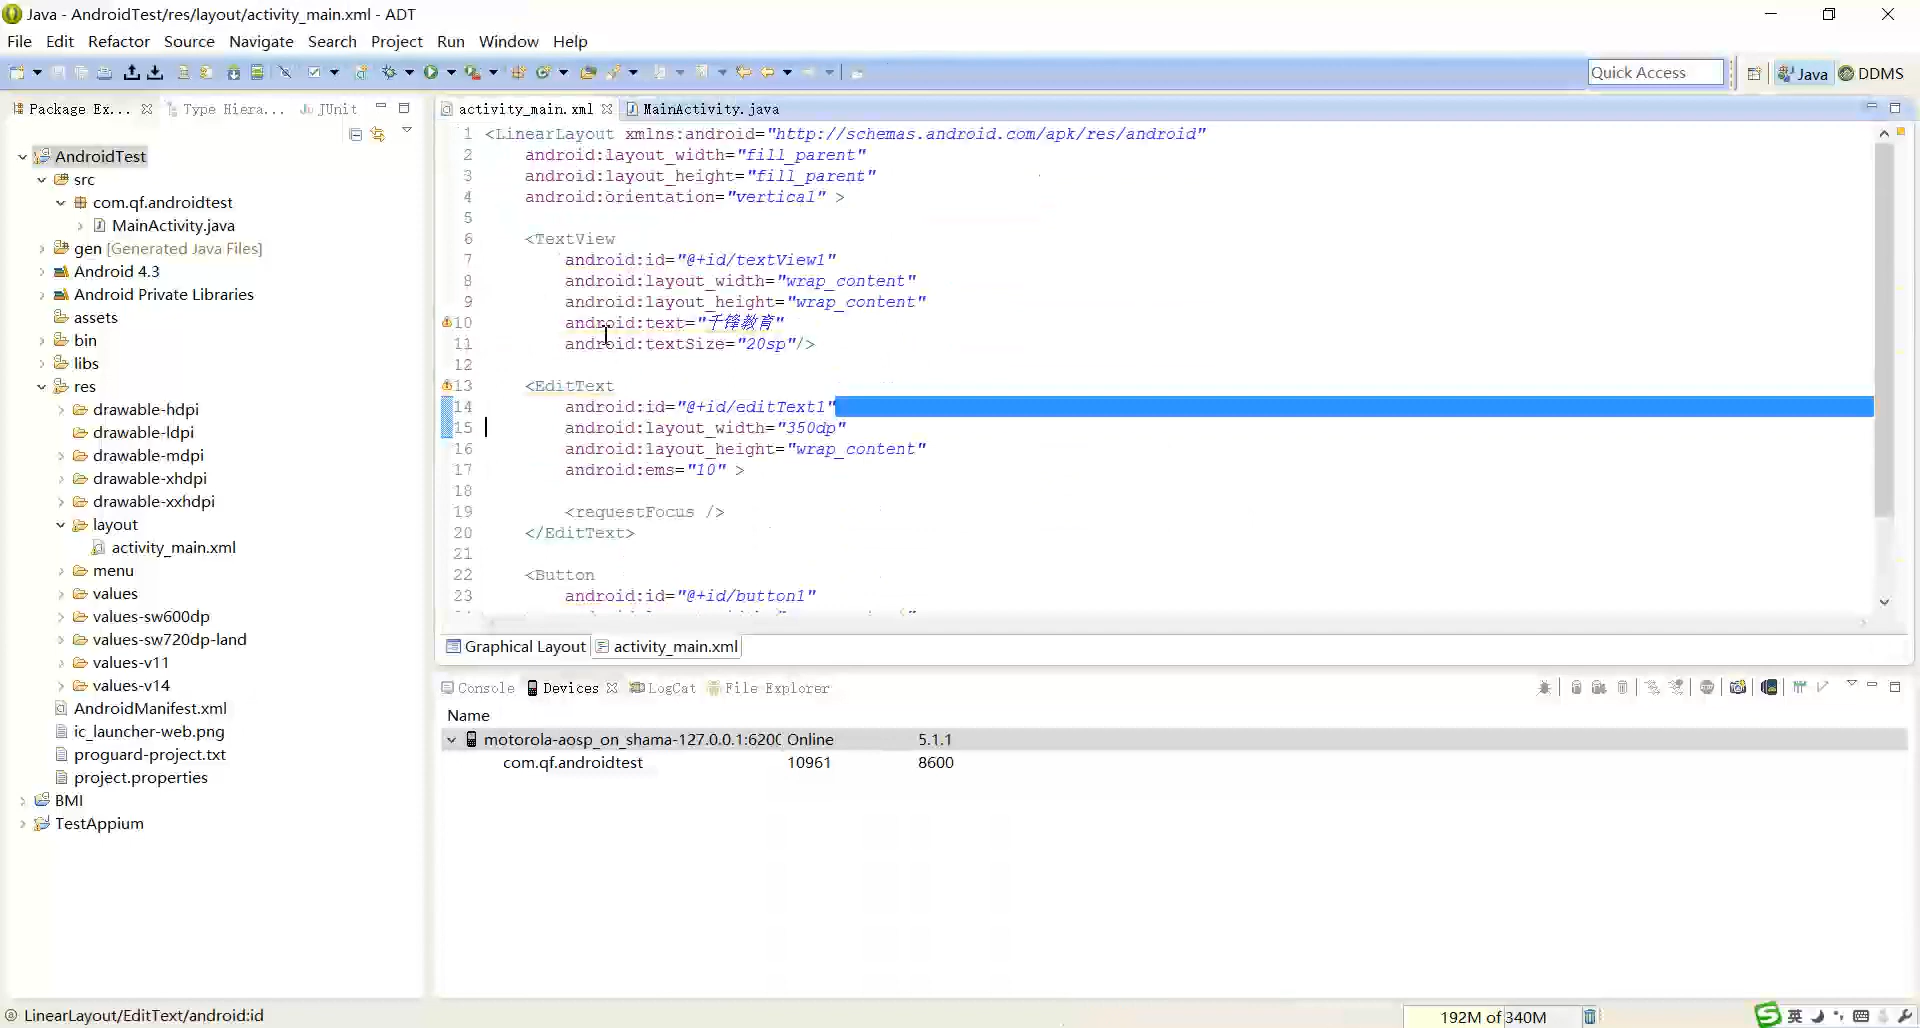 Java - AndroidTest/res/layout/activity_main.xml - ADT
File Edit Refactor Source Navigate Search Project Run Window Help
Quick Access
Java
DDMS
Package Ex...
Type Hiera...
JUnit
AndroidTest
src
com.qf.androidtest
MainActivity.java
gen [Generated Java Files]
Android 4.3
Android Private Libraries
assets
bin
libs
res
drawable-hdpi
drawable-ldpi
drawable-mdpi
drawable-xhdpi
drawable-xxhdpi
layout
activity_main.xml
menu
values
values-sw600dp
values-sw720dp-land
values-v11
values-v14
AndroidManifest.xml
ic_launcher-web.png
proguard-project.txt
project.properties
BMI
TestAppium
activity_main.xml
MainActivity.java
1 <LinearLayout xmlns:android="http://schemas.android.com/apk/res/android"
2 android:layout_width="fill_parent"
3 android:layout_height="fill_parent"
4 android:orientation="vertical" >
5
6 <TextView
7 android:id="@+id/textView1"
8 android:layout_width="wrap_content"
9 android:layout_height="wrap_content"
10 android:text="千锋教育"
11 android:textSize="20sp"/>
12
13 <EditText
14 android:id="@+id/editText1"
15 android:layout_width="350dp"
16 android:layout_height="wrap_content"
17 android:ems="10" >
18
19 <requestFocus />
20 </EditText>
21
22 <Button
23 android:id="@+id/button1"
Graphical Layout
activity_main.xml
Console
Devices
LogCat
File Explorer
Name
motorola-aosp_on_shama-127.0.0.1:6200 Online 5.1.1
com.qf.androidtest 10961 8600
LinearLayout/EditText/android:id
192M of 340M
英